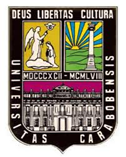 DEUS LIBERTAS CULTURA
MDCCCXCII - MCMLVIII
UNIVERSITAS CARABOBENSIS